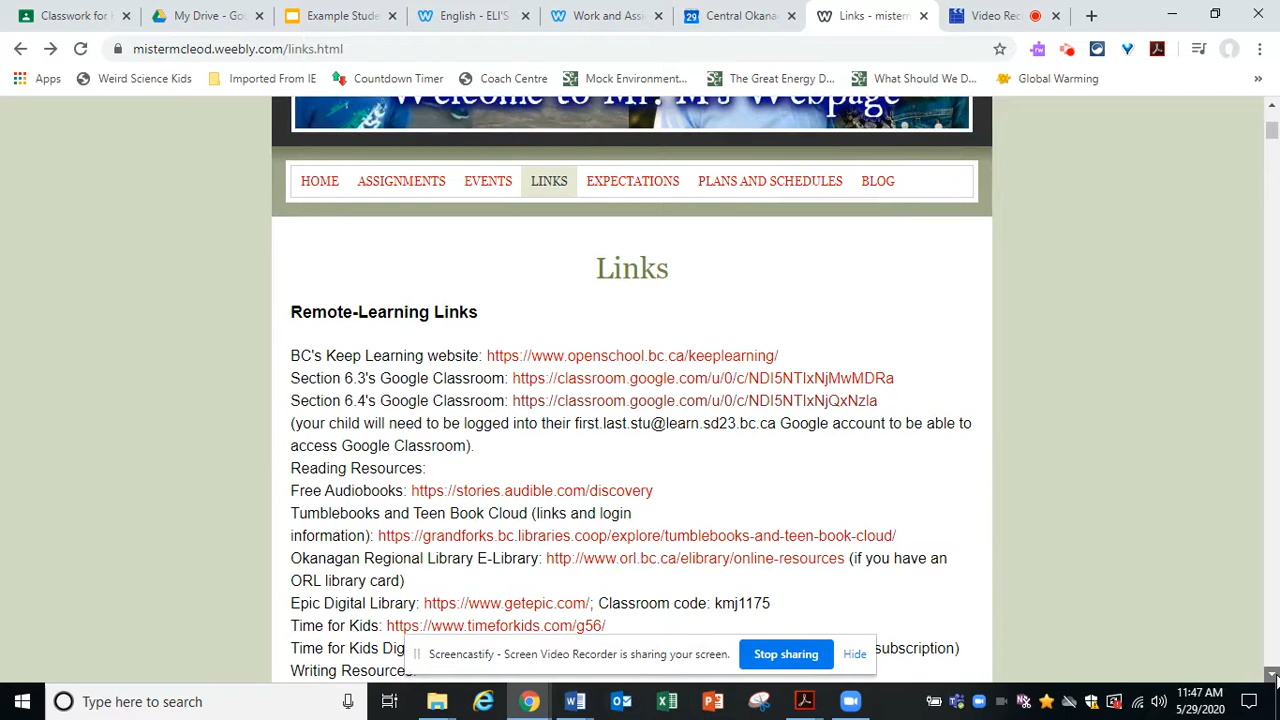 Classwork for
My Drive - Goo
Example Stude
English - ELI'S
Work and Assi
29 Central Okana
Links - misterm
Video Rec
mistermcleod.weebly.com/links.html
Apps Weird Science Kids Imported From IE Countdown Timer Coach Centre Mock Environment... The Great Energy D... What Should We D... Global Warming »
Welcome to Mr. M's Webpage
HOME ASSIGNMENTS EVENTS LINKS EXPECTATIONS PLANS AND SCHEDULES BLOG
Links
Remote-Learning Links
BC's Keep Learning website: https://www.openschool.bc.ca/keeplearning/
Section 6.3's Google Classroom: https://classroom.google.com/u/0/c/NDI5NTIxNjMwMDRa
Section 6.4's Google Classroom: https://classroom.google.com/u/0/c/NDI5NTIxNjQxNzla
(your child will need to be logged into their first.last.stu@learn.sd23.bc.ca Google account to be able to
access Google Classroom).
Reading Resources:
Free Audiobooks: https://stories.audible.com/discovery
Tumblebooks and Teen Book Cloud (links and login
information): https://grandforks.bc.libraries.coop/explore/tumblebooks-and-teen-book-cloud/
Okanagan Regional Library E-Library: http://www.orl.bc.ca/elibrary/online-resources (if you have an
ORL library card)
Epic Digital Library: https://www.getepic.com/; Classroom code: kmj1175
Time for Kids: https://www.timeforkids.com/g56/
Time for Kids Dig subscription)
Writing Resources:
Screencastify - Screen Video Recorder is sharing your screen. Stop sharing Hide
Type here to search
11:47 AM
5/29/2020